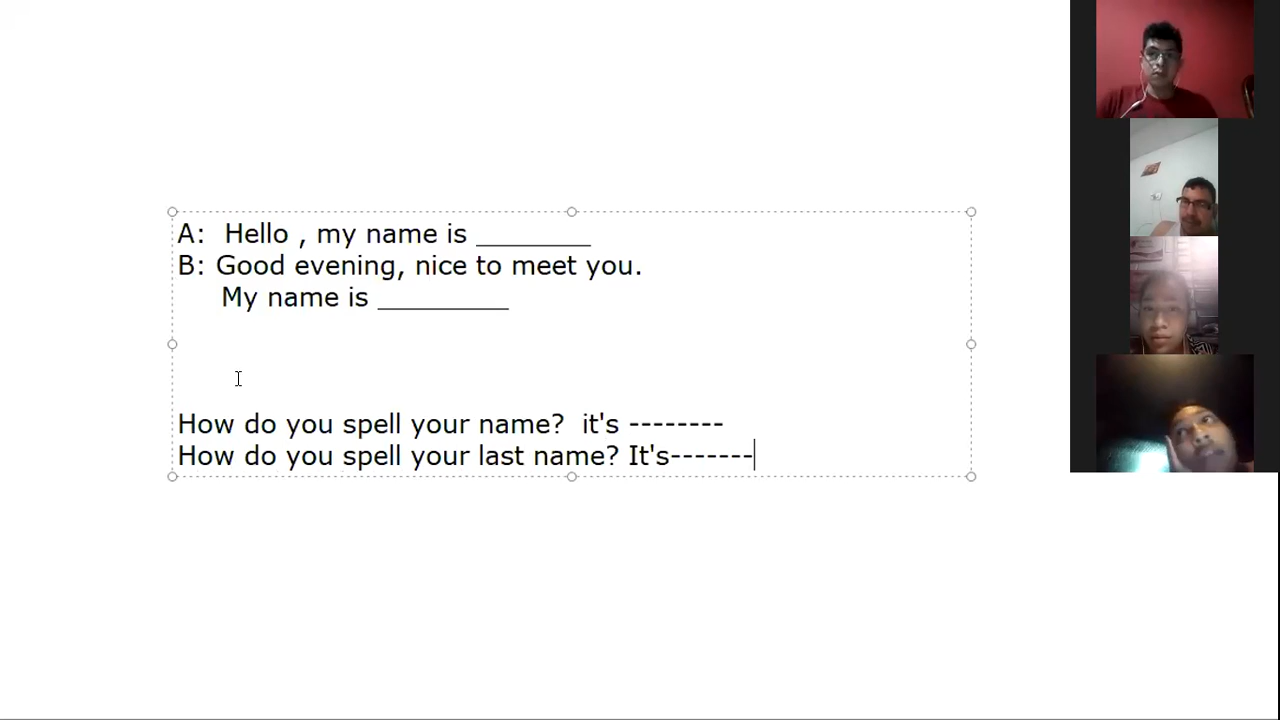 A:  Hello , my name is ________
B: Good evening, nice to meet you.
My name is _________
How do you spell your name?  it's --------
How do you spell your last name? It's-------